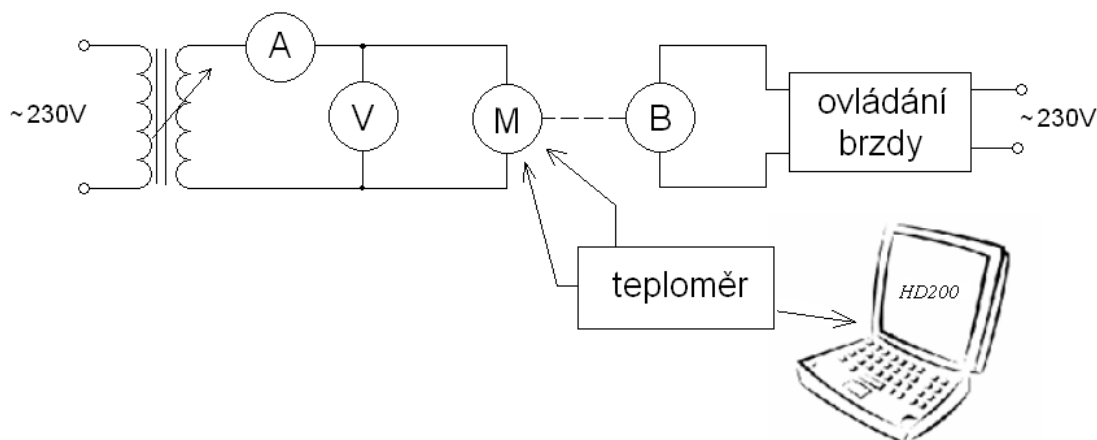 A
~230V
V
M
B
ovládání
brzdy
~230V
teploměr
HD200